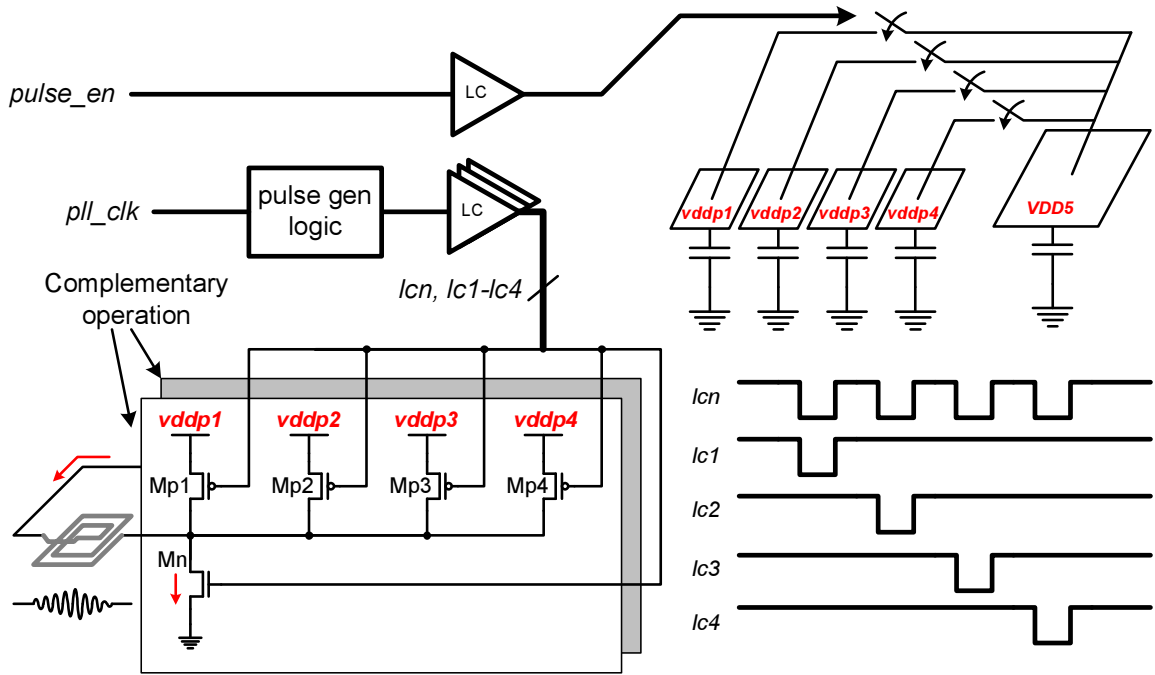 pulse_en
LC
pll_clk
pulse gen
logic
LC
lcn, lc1-lc4
vddp1
vddp2
vddp3
vddp4
VDD5
Complementary
operation
vddp1
vddp2
vddp3
vddp4
Mp1
Mp2
Mp3
Mp4
Mn
lcn
lc1
lc2
lc3
lc4